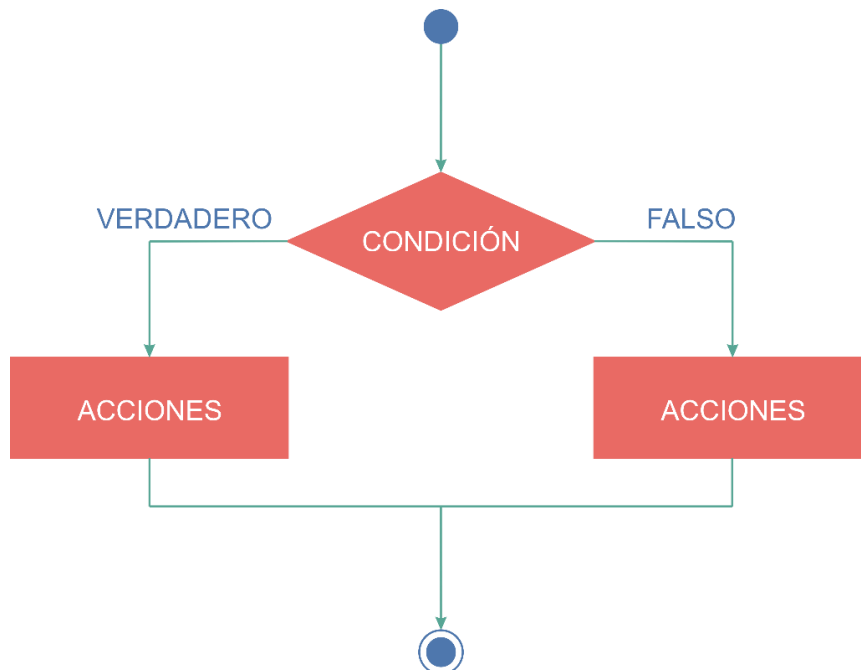 VERDADERO
FALSO
CONDICIÓN
ACCIONES
ACCIONES